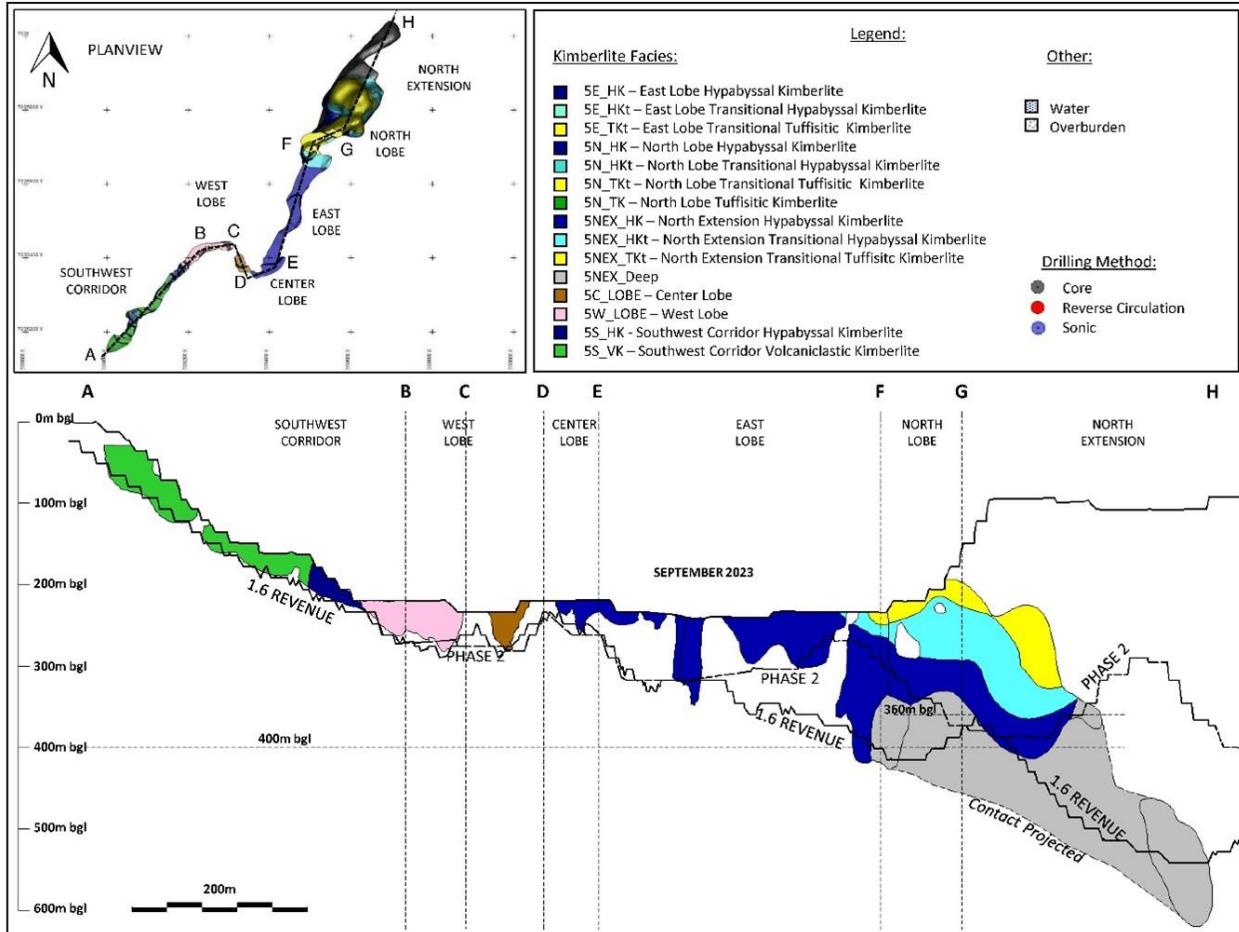 PLANVIEW
N
H
NORTH
EXTENSION
F
G
NORTH
LOBE
WEST
LOBE
EAST
LOBE
B
C
D
E
CENTER
LOBE
SOUTHWEST
CORRIDOR
A
Legend:
Kimberlite Facies:
5E_HK – East Lobe Hypabyssal Kimberlite
5E_HKt – East Lobe Transitional Hypabyssal Kimberlite
5E_TKt – East Lobe Transitional Tuffisitic Kimberlite
5N_HK – North Lobe Hypabyssal Kimberlite
5N_HKt – North Lobe Transitional Hypabyssal Kimberlite
5N_TKt – North Lobe Transitional Tuffisitic Kimberlite
5N_TK – North Lobe Tuffisitic Kimberlite
5NEX_HK – North Extension Hypabyssal Kimberlite
5NEX_HKt – North Extension Transitional Hypabyssal Kimberlite
5NEX_TKt – North Extension Transitional Tuffisitc Kimberlite
5NEX_Deep
5C_LOBE – Center Lobe
5W_LOBE – West Lobe
5S_HK - Southwest Corridor Hypabyssal Kimberlite
5S_VK – Southwest Corridor Volcaniclastic Kimberlite
Other:
Water
Overburden
Drilling Method:
Core
Reverse Circulation
Sonic
A B C D E F G H
0m bgl
SOUTHWEST
CORRIDOR
WEST
LOBE
CENTER
LOBE
EAST
LOBE
NORTH
LOBE
NORTH
EXTENSION
100m bgl
200m bgl
1.6 REVENUE
SEPTEMBER 2023
PHASE 2
300m bgl
PHASE 2
PHASE 2
1.6 REVENUE
360m bgl
400m bgl
400m bgl
1.6 REVENUE
Contact Projected
500m bgl
200m
600m bgl